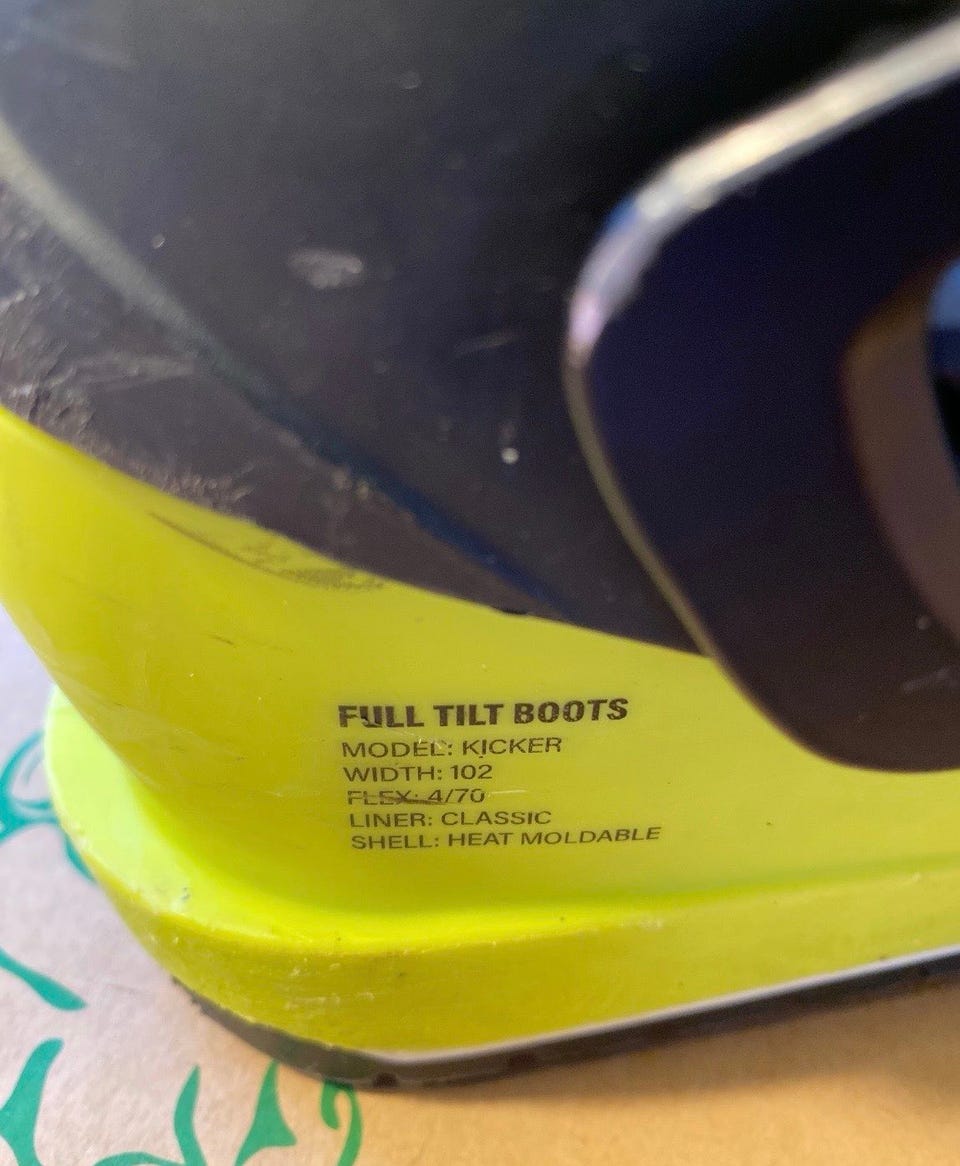 FULL TILT BOOTS
MODEL: KICKER
WIDTH: 102
FLEX: 4/70
LINER: CLASSIC
SHELL: HEAT MOLDABLE